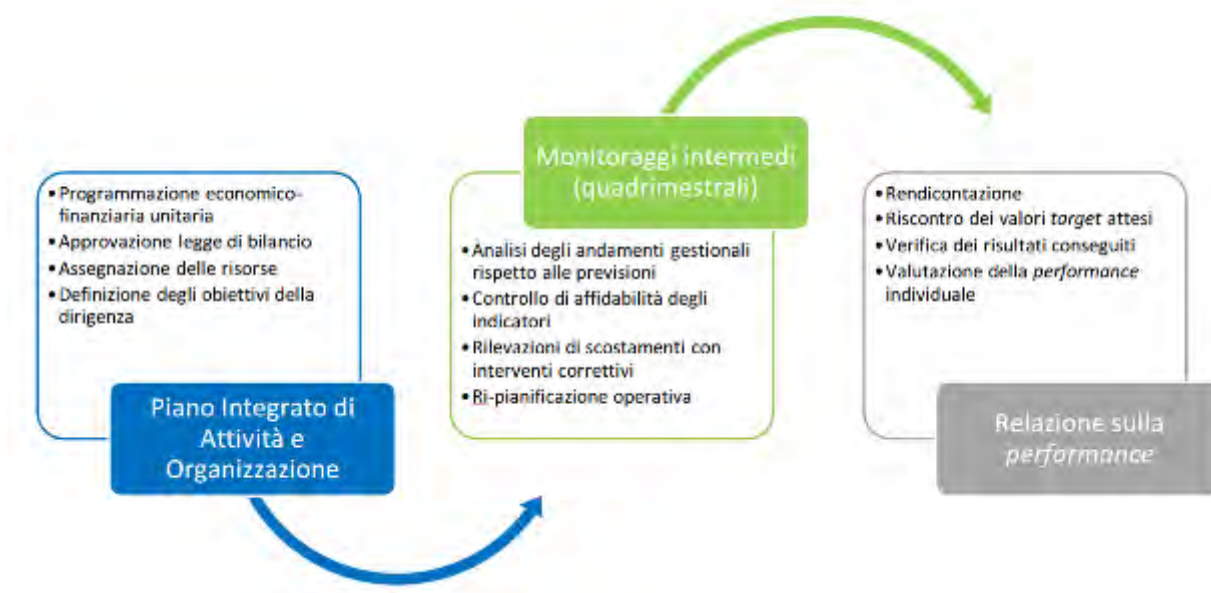 • Programmazione economico-
finanziaria unitaria
• Approvazione legge di bilancio
• Assegnazione delle risorse
• Definizione degli obiettivi della
dirigenza
Piano Integrato di
Attività e
Organizzazione
Monitoraggi intermedi
(quadrimestrali)
• Analisi degli andamenti gestionali
rispetto alle previsioni
• Controllo di affidabilità degli
indicatori
• Rilevazioni di scostamenti con
interventi correttivi
• Ri-pianificazione operativa
• Rendicontazione
• Riscontro dei valori target attesi
• Verifica dei risultati conseguiti
• Valutazione della performance
individuale
Relazione sulla
performance